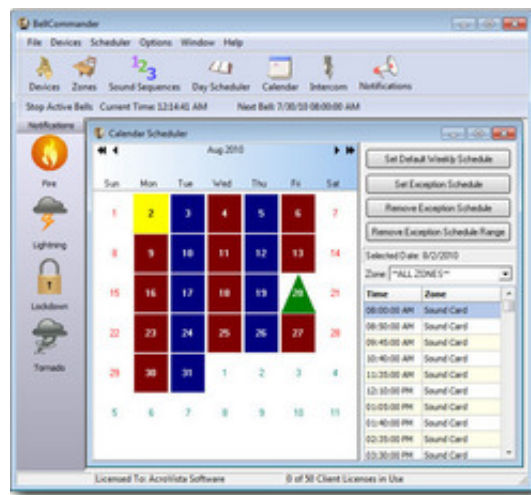 BellCommander
File Devices Scheduler Options Window Help
123
Devices Zones Sound Sequences Day Scheduler Calendar Intercom Notifications
Stop Active Bells Current Time: 12:14:41 AM Next Bell: 7/30/10 08:00:00 AM
Notifications
Fire
Lightning
Lockdown
Tornado
Calendar Scheduler
Aug 2010
Sun Mon Tue Wed Thu Fri Sat
1 2 3 4 5 6 7
8 9 10 11 12 13 14
15 16 17 18 19 20 21
22 23 24 25 26 27 28
29 30 31 1 2 3 4
5 6 7 8 9 10 11
Set Default Weekly Schedule
Set Exception Schedule
Remove Exception Schedule
Remove Exception Schedule Range
Selected Date: 8/2/2010
Zone: ~ALL ZONES~
Time Zone
08:00:00 AM Sound Card
08:50:00 AM Sound Card
09:45:00 AM Sound Card
10:40:00 AM Sound Card
11:35:00 AM Sound Card
12:10:00 PM Sound Card
01:05:00 PM Sound Card
01:40:00 PM Sound Card
02:35:00 PM Sound Card
03:30:00 PM Sound Card
Licensed To: AcroVista Software 0 of 50 Client Licenses in Use